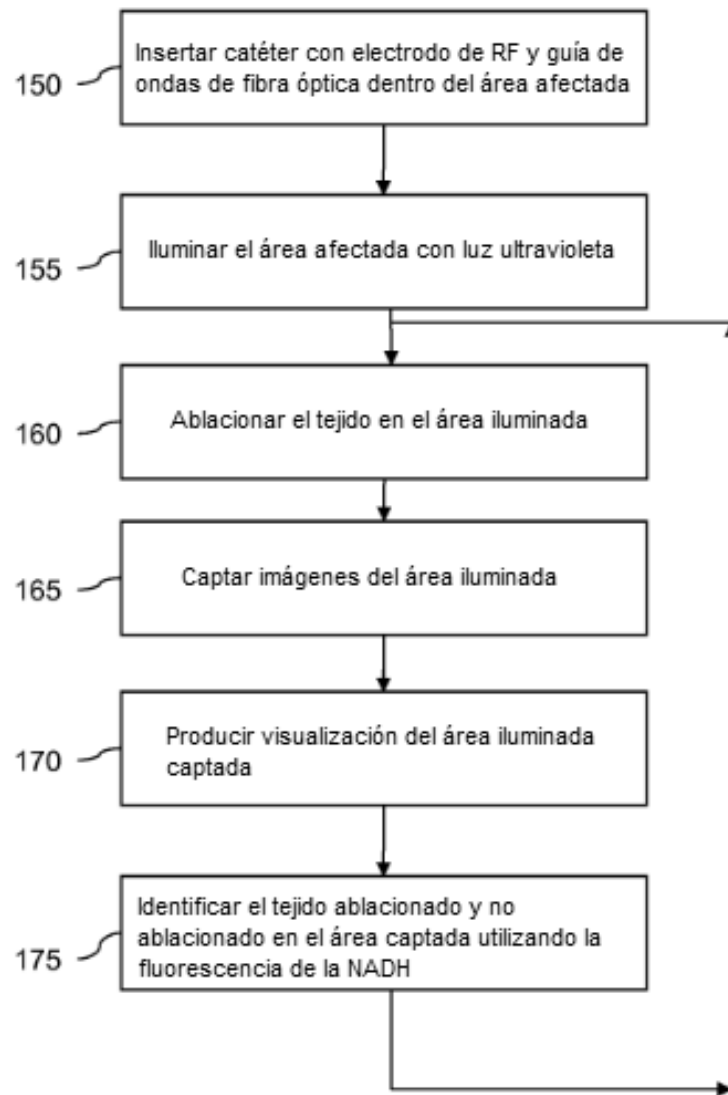 150
Insertar catéter con electrodo de RF y guía de
ondas de fibra óptica dentro del área afectada
155
Iluminar el área afectada con luz ultravioleta
160
Ablacionar el tejido en el área iluminada
165
Captar imágenes del área iluminada
170
Producir visualización del área iluminada
captada
175
Identificar el tejido ablacionado y no
ablacionado en el área captada utilizando la
fluorescencia de la NADH